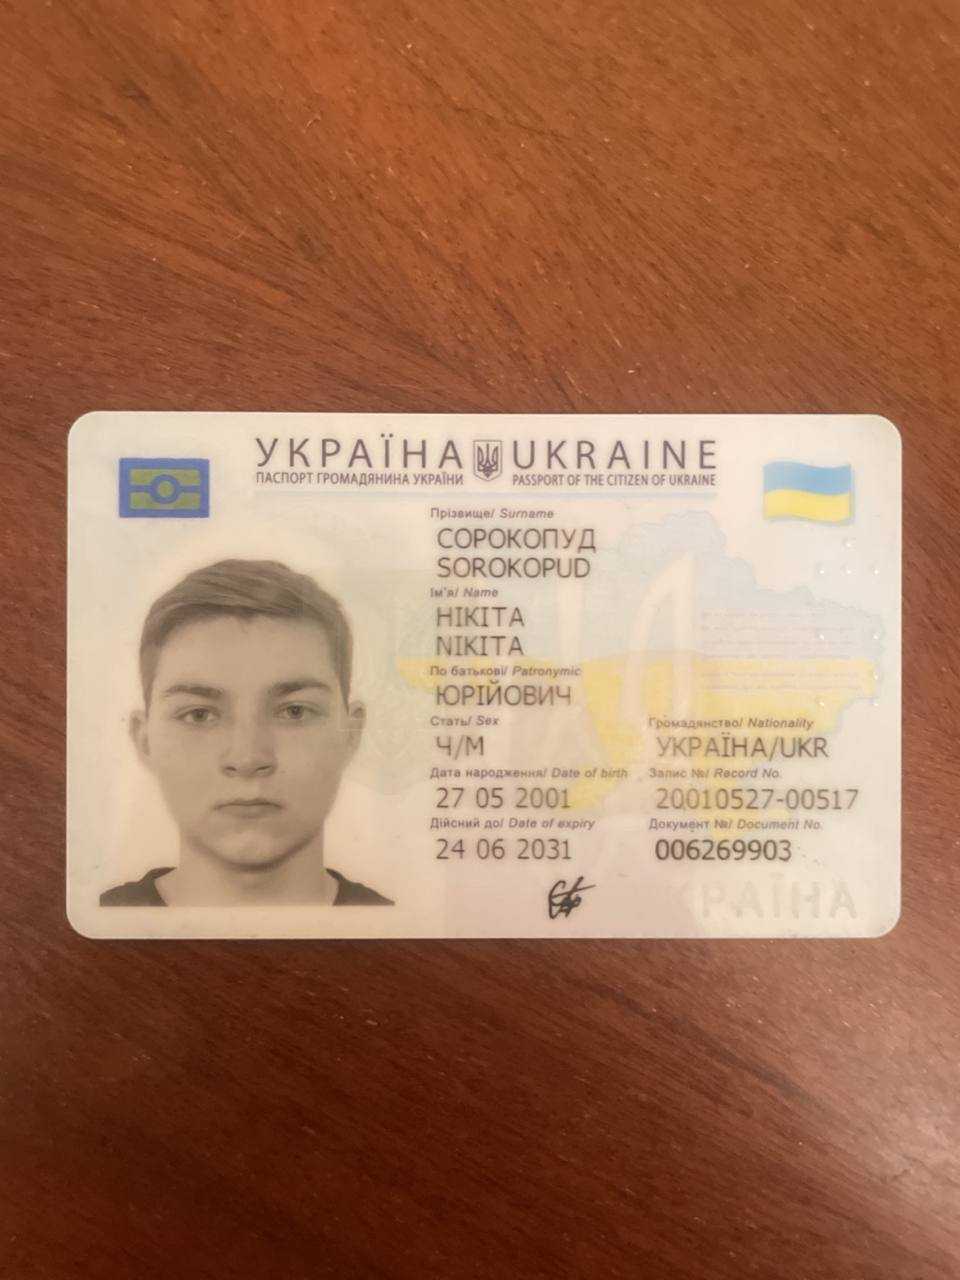 УКРАЇНА UKRAINE
ПАСПОРТ ГРОМАДЯНИНА УКРАЇНИ PASSPORT OF THE CITIZEN OF UKRAINE
Прізвище/ Surname
СОРОКОПУД
SOROKOPUD
Ім'я/ Name
НІКІТА
NIKITA
По батькові/ Patronymic
ЮРІЙОВИЧ
Стать/ Sex Громадянство/ Nationality
Ч/M УКРАЇНА/UKR
Дата народження/ Date of birth Запис №/ Record No.
27 05 2001 20010527-00517
Дійсний до/ Date of expiry Документ №/ Document No.
24 06 2031 006269903